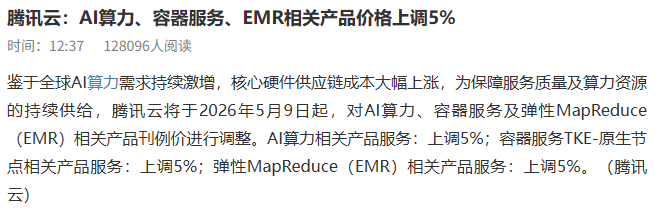 腾讯云：AI算力、容器服务、EMR相关产品价格上调5%
时间：12:37 128096人阅读
鉴于全球AI算力需求持续激增，核心硬件供应链成本大幅上涨，为保障服务质量及算力资源
的持续供给，腾讯云将于2026年5月9日起，对AI算力、容器服务及弹性MapReduce
（EMR）相关产品刊例价进行调整。AI算力相关产品服务：上调5%；容器服务TKE-原生节
点相关产品服务：上调5%；弹性MapReduce（EMR）相关产品服务：上调5%。（腾讯
云）